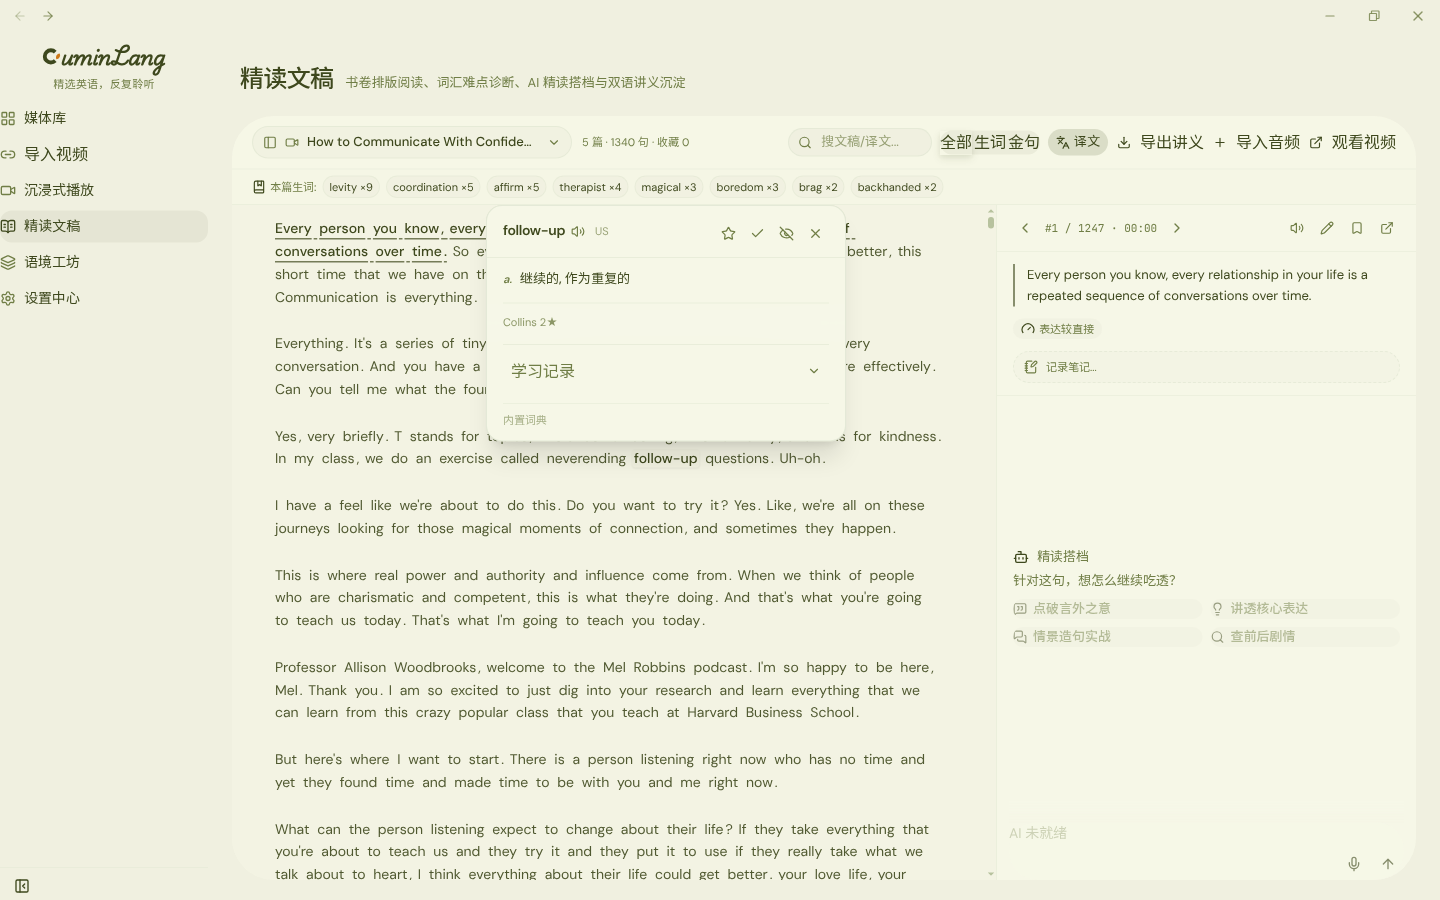 CuminLang
精选英语，反复聆听
媒体库
导入视频
沉浸式播放
精读文稿
语境工坊
设置中心
精读文稿 书卷排版阅读、词汇难点诊断、AI 精读搭档与双语讲义沉淀
How to Communicate With Confide... 5 篇 · 1340 句 · 收藏 0 搜文稿/译文... 全部 生词 金句 译文 导出讲义 导入音频 观看视频
本篇生词: levity ×9 coordination ×5 affirm ×5 therapist ×4 magical ×3 boredom ×3 brag ×2 backhanded ×2
Every person you know, every
conversations over time. So
better, this
short time that we have on
Communication is everything.
Everything. It's a series of tiny
conversation. And you have a
effectively.
Can you tell me what the
Yes, very briefly. T stands for
for kindness.
In my class, we do an exercise called neverending follow-up questions. Uh-oh.
I have a feel like we're about to do this. Do you want to try it? Yes. Like, we're all on these
journeys looking for those magical moments of connection, and sometimes they happen.
This is where real power and authority and influence come from. When we think of people
who are charismatic and competent, this is what they're doing. And that's what you're going
to teach us today. That's what I'm going to teach you today.
Professor Allison Woodbrooks, welcome to the Mel Robbins podcast. I'm so happy to be here,
Mel. Thank you. I am so excited to just dig into your research and learn everything that we
can learn from this crazy popular class that you teach at Harvard Business School.
But here's where I want to start. There is a person listening right now who has no time and
yet they found time and made time to be with you and me right now.
What can the person listening expect to change about their life? If they take everything that
you're about to teach us and they try it and they put it to use if they really take what we
talk about to heart, I think everything about their life could get better. your love life, your
follow-up US
a. 继续的, 作为重复的
Collins 2★
学习记录
内置词典
#1 / 1247 · 00:00
Every person you know, every relationship in your life is a
repeated sequence of conversations over time.
表达较直接
记录笔记...
精读搭档
针对这句，想怎么继续吃透？
点破言外之意 讲透核心表达
情景造句实战 查前后剧情
AI 未就绪